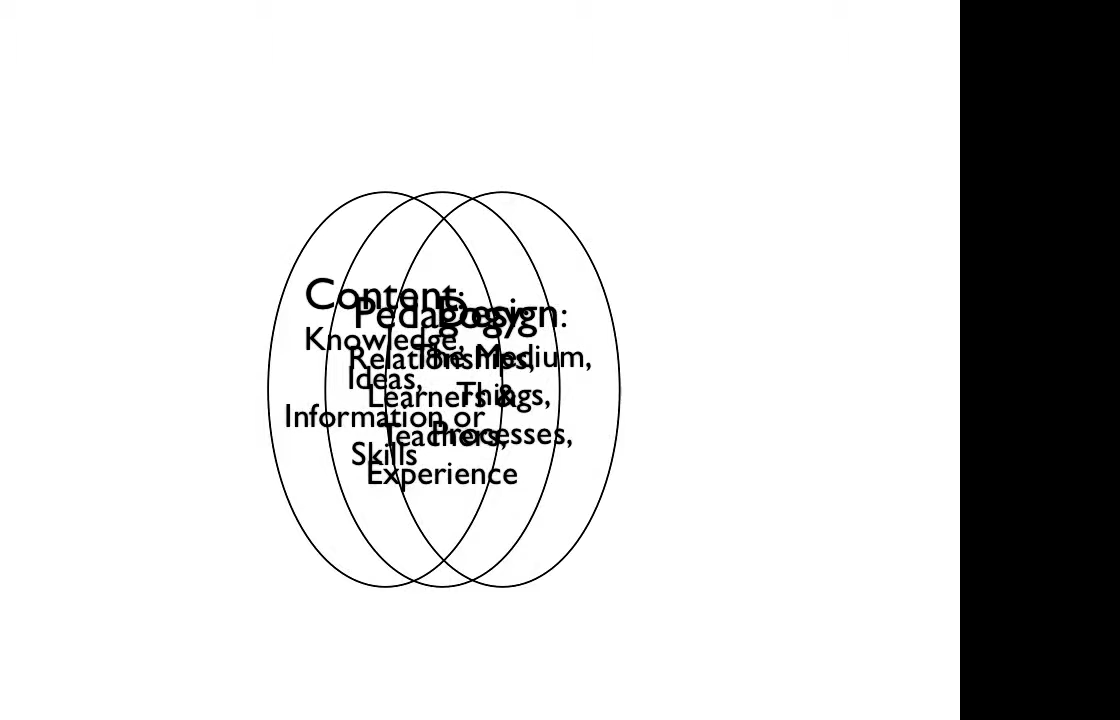 Content:
Knowledge,
Ideas,
Information or
Skills
Pedagogy:
Relationships,
Learners &
Teachers,
Experience
Design:
The Medium,
Things,
Processes,